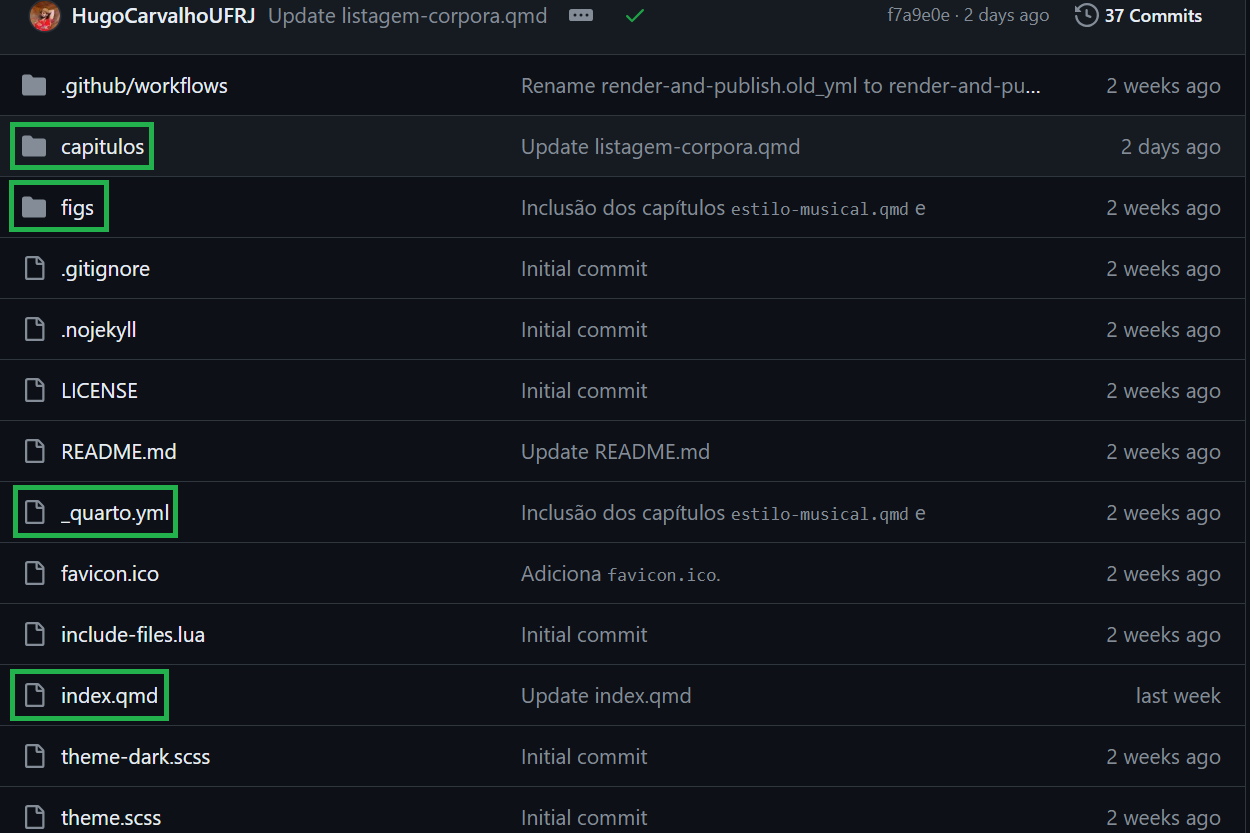 HugoCarvalhoUFRJ Update listagem-corpora.qmd f7a9e0e · 2 days ago 37 Commits
.github/workflows Rename render-and-publish.old_yml to render-and-pu... 2 weeks ago
capitulos Update listagem-corpora.qmd 2 days ago
figs Inclusão dos capítulos estilo-musical.qmd e 2 weeks ago
.gitignore Initial commit 2 weeks ago
.nojekyll Initial commit 2 weeks ago
LICENSE Initial commit 2 weeks ago
README.md Update README.md 2 weeks ago
_quarto.yml Inclusão dos capítulos estilo-musical.qmd e 2 weeks ago
favicon.ico Adiciona favicon.ico. 2 weeks ago
include-files.lua Initial commit 2 weeks ago
index.qmd Update index.qmd last week
theme-dark.scss Initial commit 2 weeks ago
theme.scss Initial commit 2 weeks ago